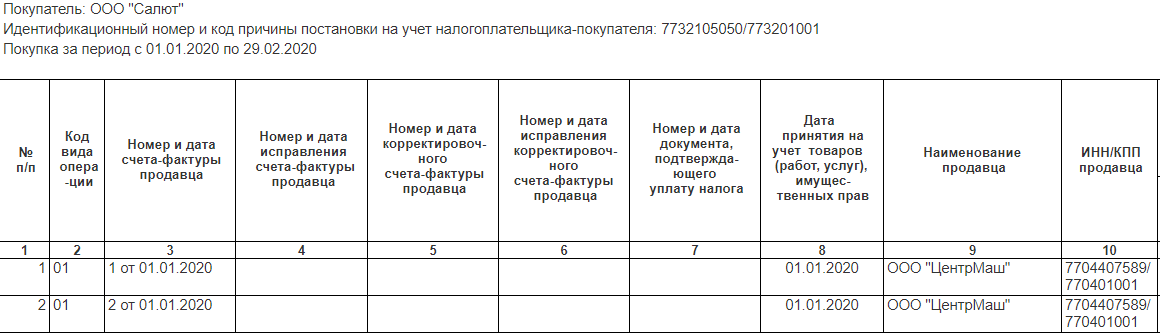 Покупатель: ООО "Салют"
Идентификационный номер и код причины постановки на учет налогоплательщика-покупателя: 7732105050/773201001
Покупка за период с 01.01.2020 по 29.02.2020
№
п/п
Код
вида
опера
-ции
Номер и дата
счета-фактуры
продавца
Номер и дата
исправления
счета-фактуры
продавца
Номер и дата
корректировоч-
ного
счета-фактуры
продавца
Номер и дата
исправления
корректировоч-
ного
счета-фактуры
продавца
Номер и дата
документа,
подтвержда-
ющего
уплату налога
Дата
принятия на
учет товаров
(работ, услуг),
имущес-
твенных прав
Наименование
продавца
ИНН/КПП
продавца
1 2 3 4 5 6 7 8 9 10
1 01 1 от 01.01.2020 01.01.2020 ООО "ЦентрМаш" 7704407589/
770401001
2 01 2 от 01.01.2020 01.01.2020 ООО "ЦентрМаш" 7704407589/
770401001